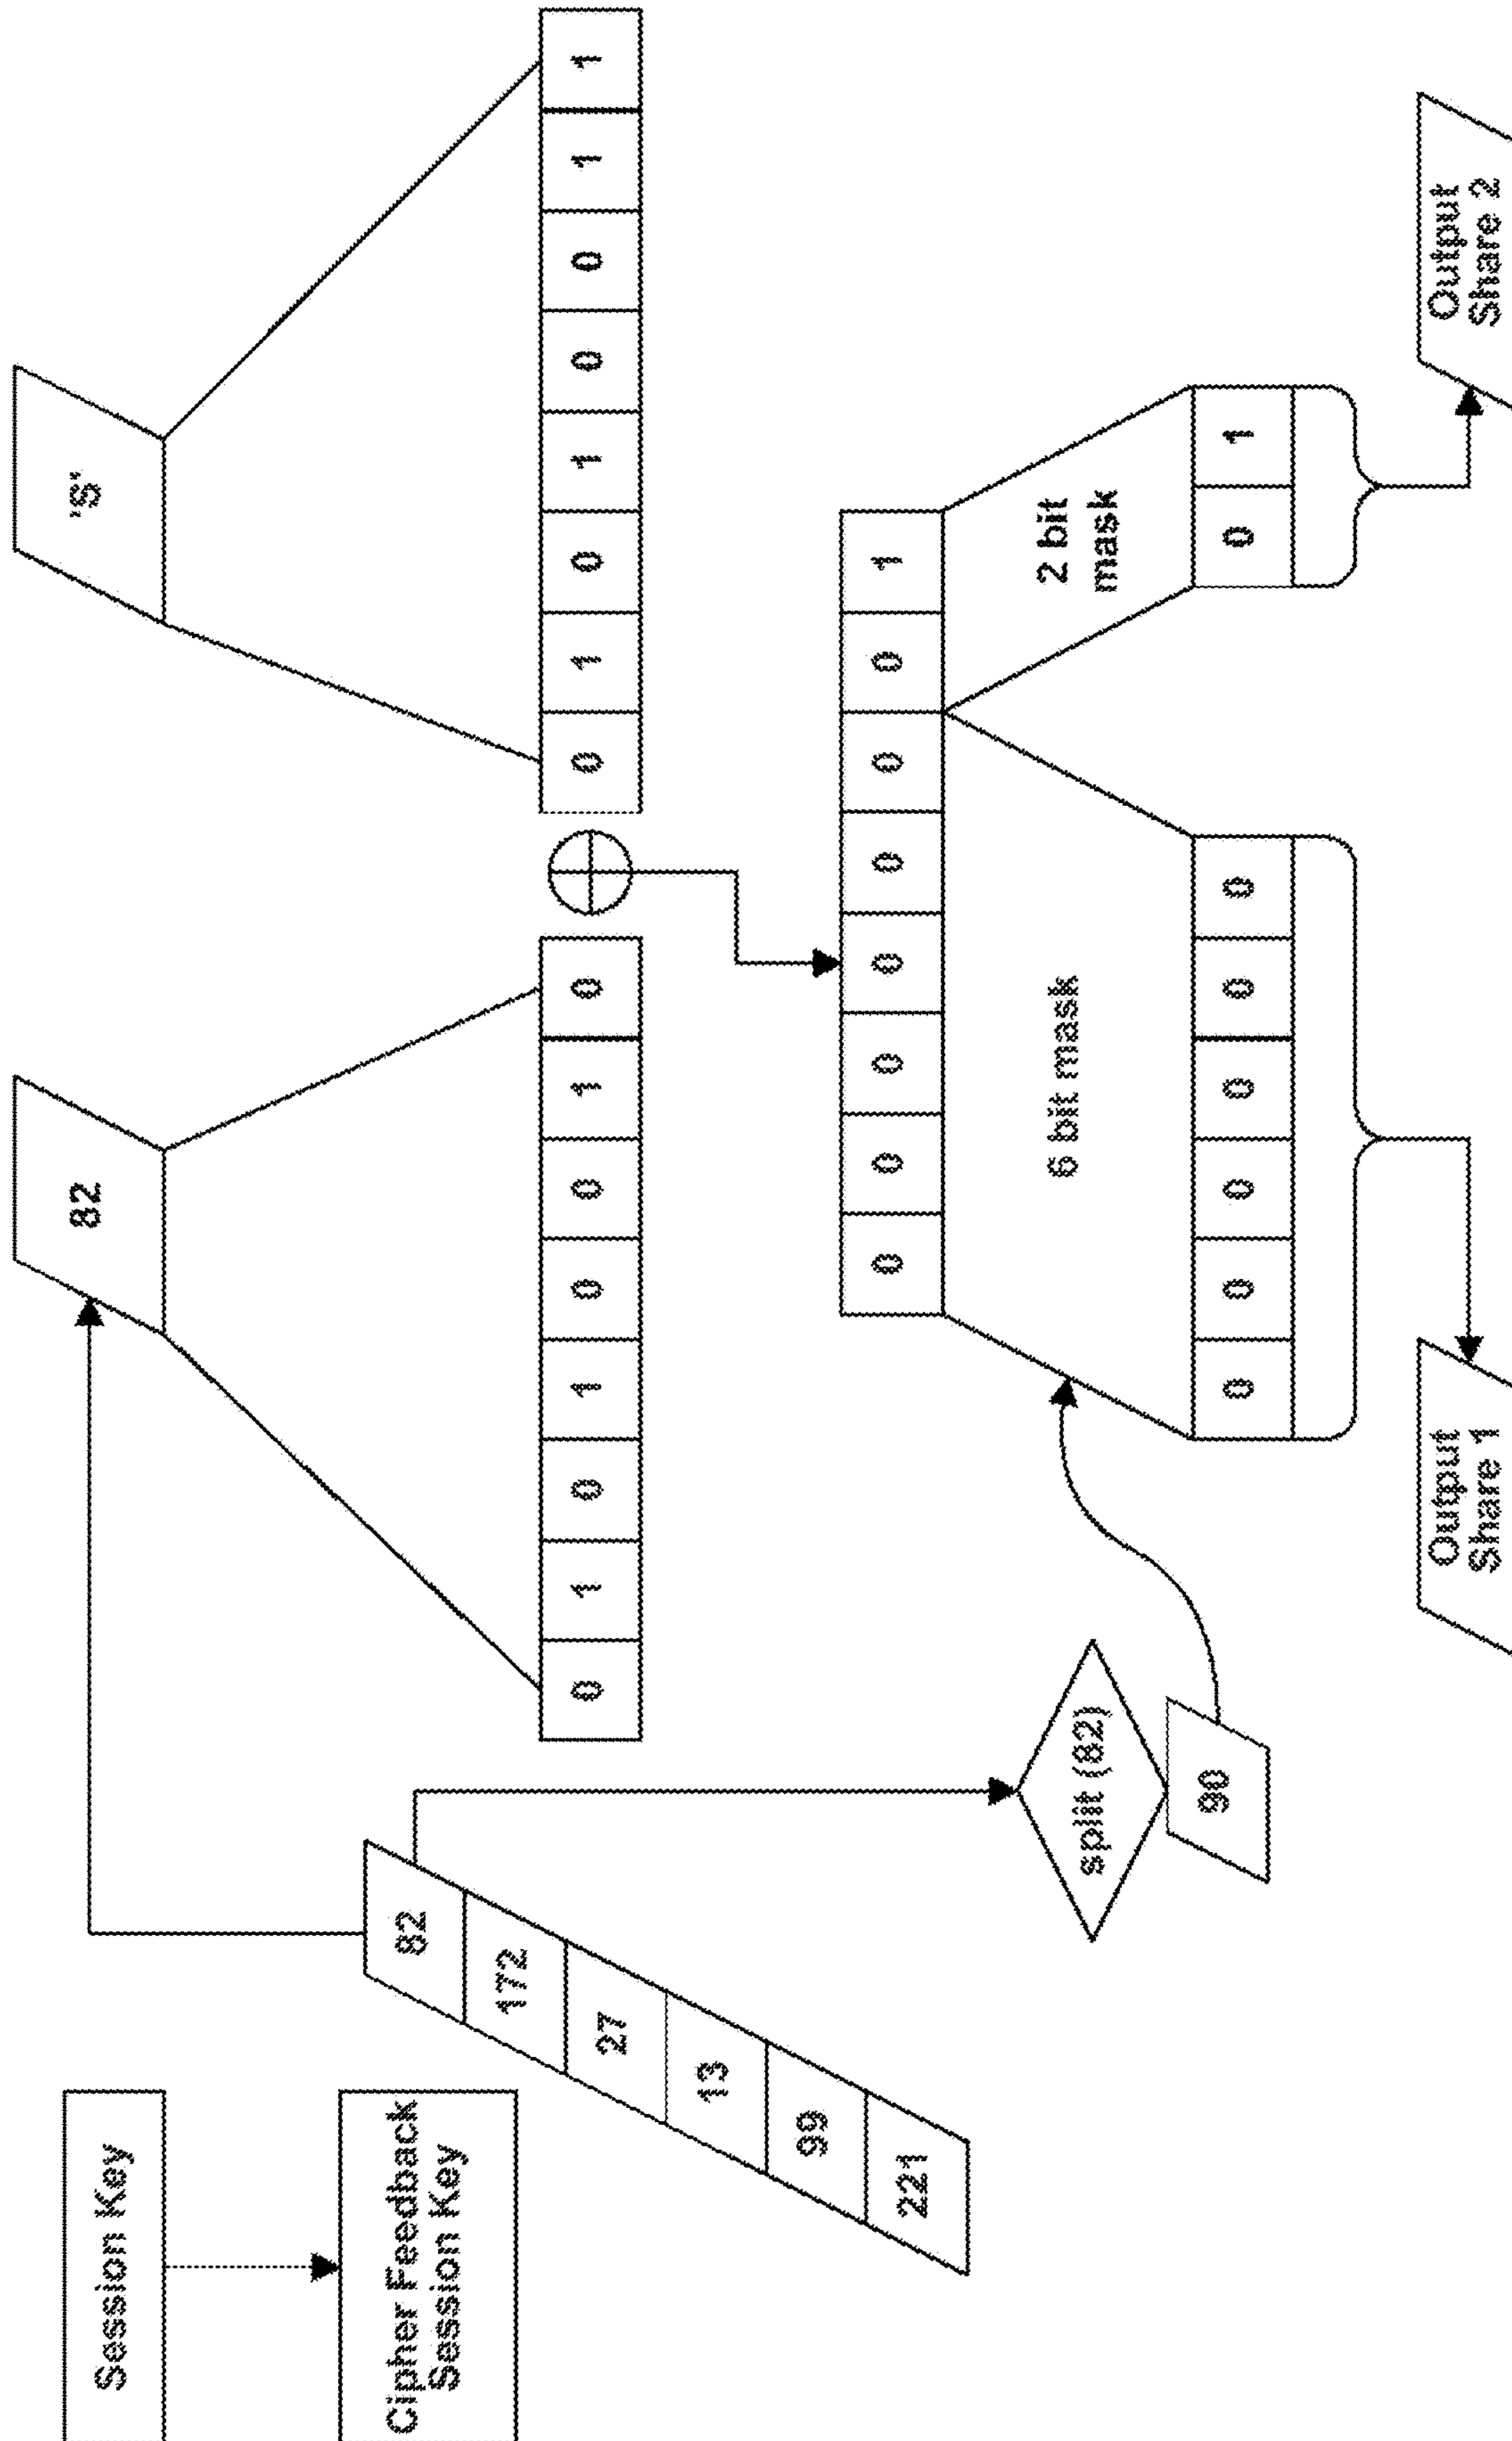 Session Key
82
'S'
Cipher Feedback
Session Key
82
172
27
13
99
221
0 1 0 1 0 0 1 0
0 1 0 1 0 0 1 1
0 0 0 0 0 0 0 1
split (82)
90
6 bit mask
2 bit
mask
0 0 0 0 0 0
0 1
Output
Share 1
Output
Share 2